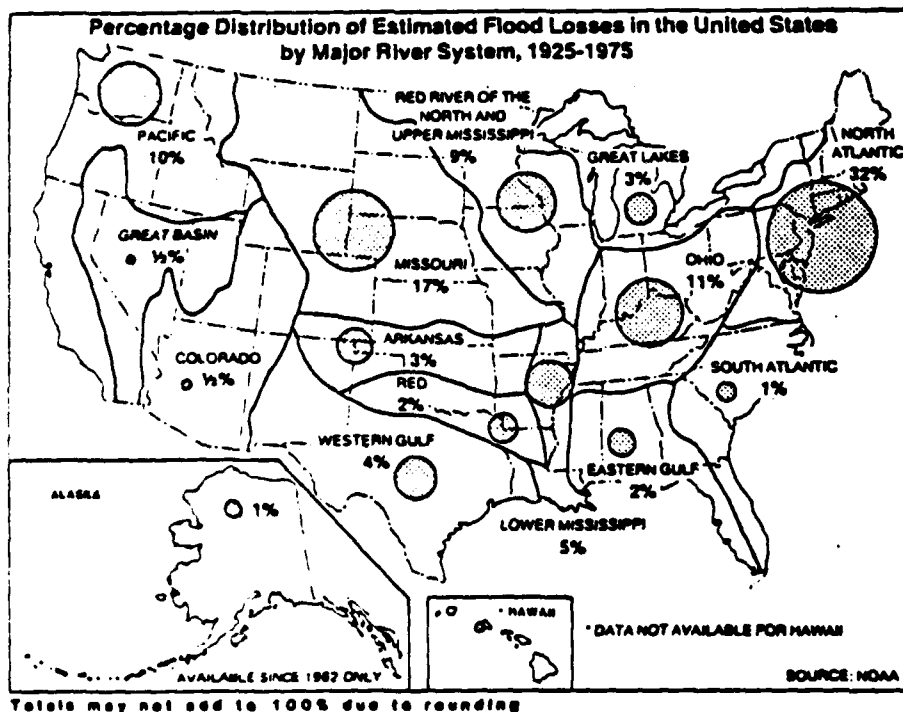 Percentage Distribution of Estimated Flood Losses in the United States
by Major River System, 1925-1975
PACIFIC
10%
RED RIVER OF THE
NORTH AND
UPPER MISSISSIPPI
9%
GREAT LAKES
3%
NORTH
ATLANTIC
32%
GREAT BASIN
½%
MISSOURI
17%
OHIO
11%
COLORADO
½%
ARKANSAS
3%
RED
2%
SOUTH ATLANTIC
1%
WESTERN GULF
4%
EASTERN GULF
2%
LOWER MISSISSIPPI
5%
ALASKA
1%
AVAILABLE SINCE 1962 ONLY
* HAWAII
* DATA NOT AVAILABLE FOR HAWAII
SOURCE: NOAA
Totals may not add to 100% due to rounding